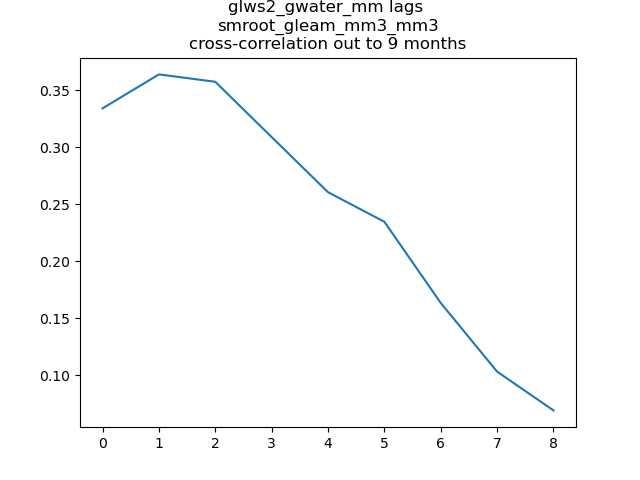 glws2_gwater_mm lags
smroot_gleam_mm3_mm3
cross-correlation out to 9 months
0.35
0.30
0.25
0.20
0.15
0.10
0 1 2 3 4 5 6 7 8